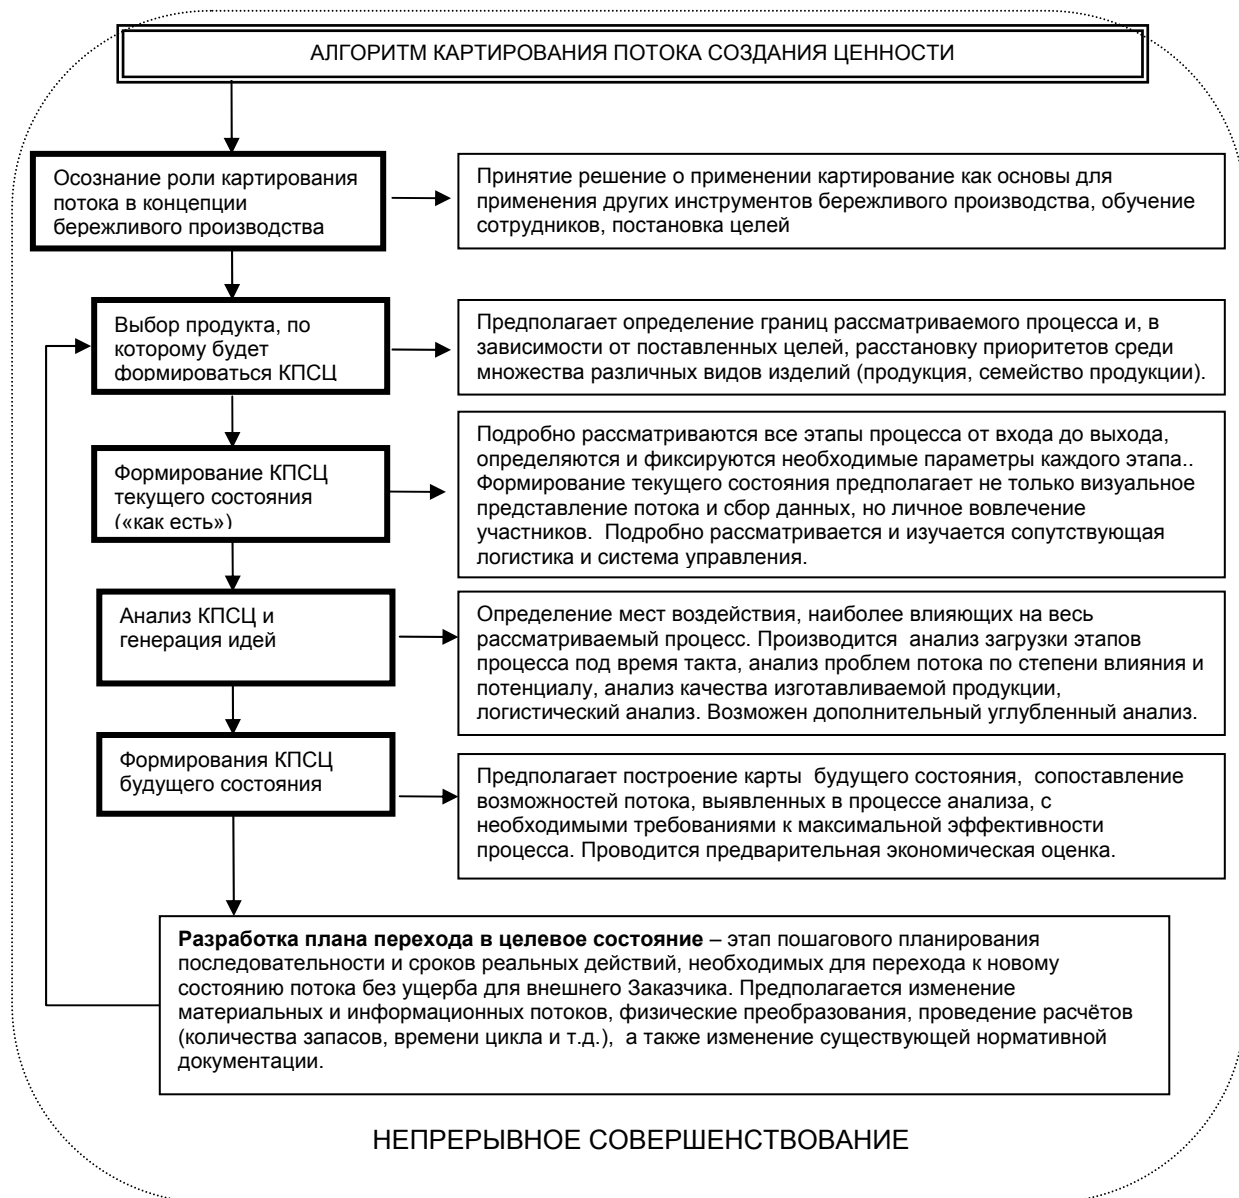 АЛГОРИТМ КАРТИРОВАНИЯ ПОТОКА СОЗДАНИЯ ЦЕННОСТИ
Осознание роли картирования
потока в концепции
бережливого производства
Принятие решение о применении картирование как основы для
применения других инструментов бережливого производства, обучение
сотрудников, постановка целей
Выбор продукта, по
которому будет
формироваться КПСЦ
Предполагает определение границ рассматриваемого процесса и, в
зависимости от поставленных целей, расстановку приоритетов среди
множества различных видов изделий (продукция, семейство продукции).
Формирование КПСЦ
текущего состояния
(«как есть»)
Подробно рассматриваются все этапы процесса от входа до выхода,
определяются и фиксируются необходимые параметры каждого этапа..
Формирование текущего состояния предполагает не только визуальное
представление потока и сбор данных, но личное вовлечение
участников. Подробно рассматривается и изучается сопутствующая
логистика и система управления.
Анализ КПСЦ и
генерация идей
Определение мест воздействия, наиболее влияющих на весь
рассматриваемый процесс. Производится анализ загрузки этапов
процесса под время такта, анализ проблем потока по степени влияния и
потенциалу, анализ качества изготавливаемой продукции,
логистический анализ. Возможен дополнительный углубленный анализ.
Формирования КПСЦ
будущего состояния
Предполагает построение карты будущего состояния, сопоставление
возможностей потока, выявленных в процессе анализа, с
необходимыми требованиями к максимальной эффективности
процесса. Проводится предварительная экономическая оценка.
Разработка плана перехода в целевое состояние – этап пошагового планирования
последовательности и сроков реальных действий, необходимых для перехода к новому
состоянию потока без ущерба для внешнего Заказчика. Предполагается изменение
материальных и информационных потоков, физические преобразования, проведение расчётов
(количества запасов, времени цикла и т.д.), а также изменение существующей нормативной
документации.
НЕПРЕРЫВНОЕ СОВЕРШЕНСТВОВАНИЕ